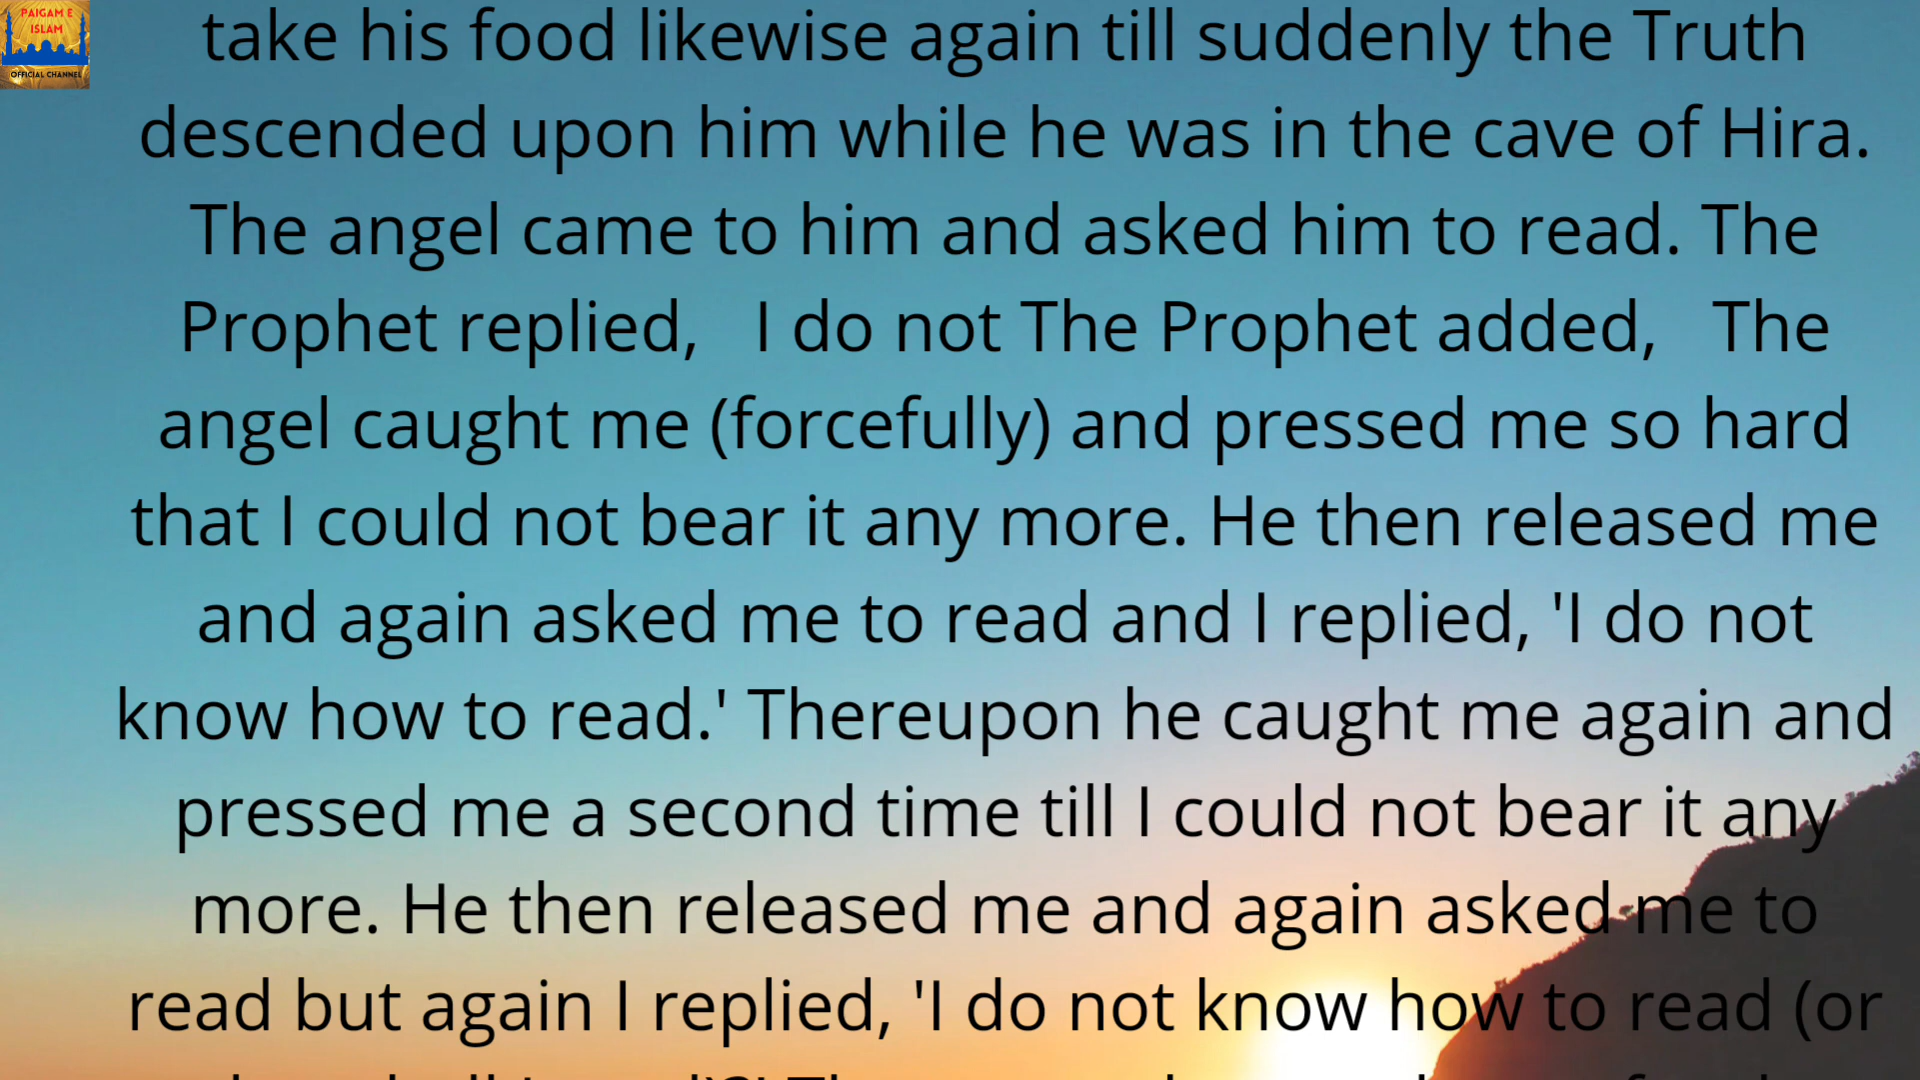 PAIGAM E
ISLAM
OFFICIAL CHANNEL
take his food likewise again till suddenly the Truth
descended upon him while he was in the cave of Hira.
The angel came to him and asked him to read. The
Prophet replied,   I do not The Prophet added,   The
angel caught me (forcefully) and pressed me so hard
that I could not bear it any more. He then released me
and again asked me to read and I replied, 'I do not
know how to read.' Thereupon he caught me again and
pressed me a second time till I could not bear it any
more. He then released me and again asked me to
read but again I replied, 'I do not know how to read (or